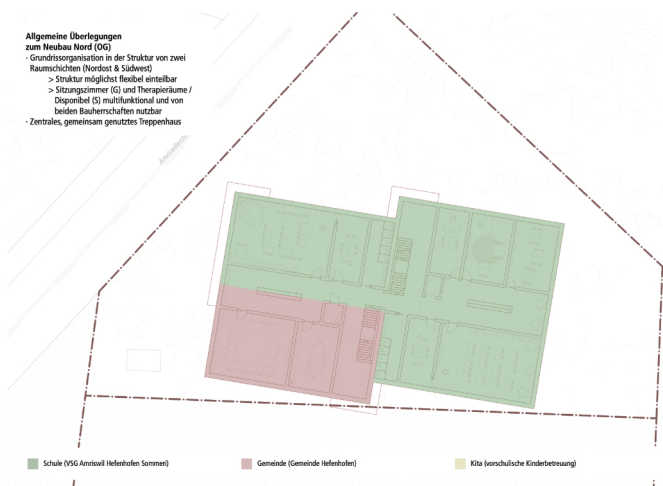 Allgemeine Überlegungen
zum Neubau Nord (OG)
· Grundrissorganisation in der Struktur von zwei
Raumschichten (Nordost & Südwest)
> Struktur möglichst flexibel einteilbar
> Sitzungszimmer (G) und Therapieräume /
Disponibel (S) multifunktional und von
beiden Bauherrschaften nutzbar
· Zentrales, gemeinsam genutztes Treppenhaus
Schule (VSG Amriswil Hefenhofen Sommeri)
Gemeinde (Gemeinde Hefenhofen)
Kita (vorschulische Kinderbetreuung)